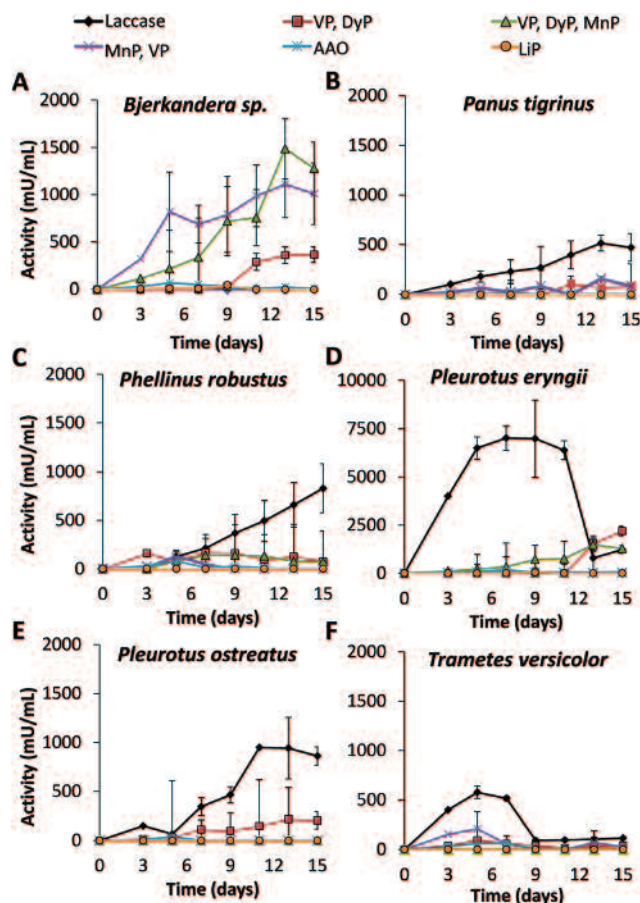 Laccase VP, DyP VP, DyP, MnP
MnP, VP AAO LiP
A
Bjerkandera sp.
2000
1500
1000
500
0
Activity (mU/mL)
0 3 6 9 12 15
Time (days)
B
Panus tigrinus
2000
1500
1000
500
0
0 3 6 9 12 15
Time (days)
C
Phellinus robustus
2000
1500
1000
500
0
Activity (mU/mL)
0 3 6 9 12 15
Time (days)
D
Pleurotus eryngii
10000
7500
5000
2500
0
0 3 6 9 12 15
Time (days)
E
Pleurotus ostreatus
2000
1500
1000
500
0
Activity (mU/mL)
0 3 6 9 12 15
Time (days)
F
Trametes versicolor
2000
1500
1000
500
0
0 3 6 9 12 15
Time (days)